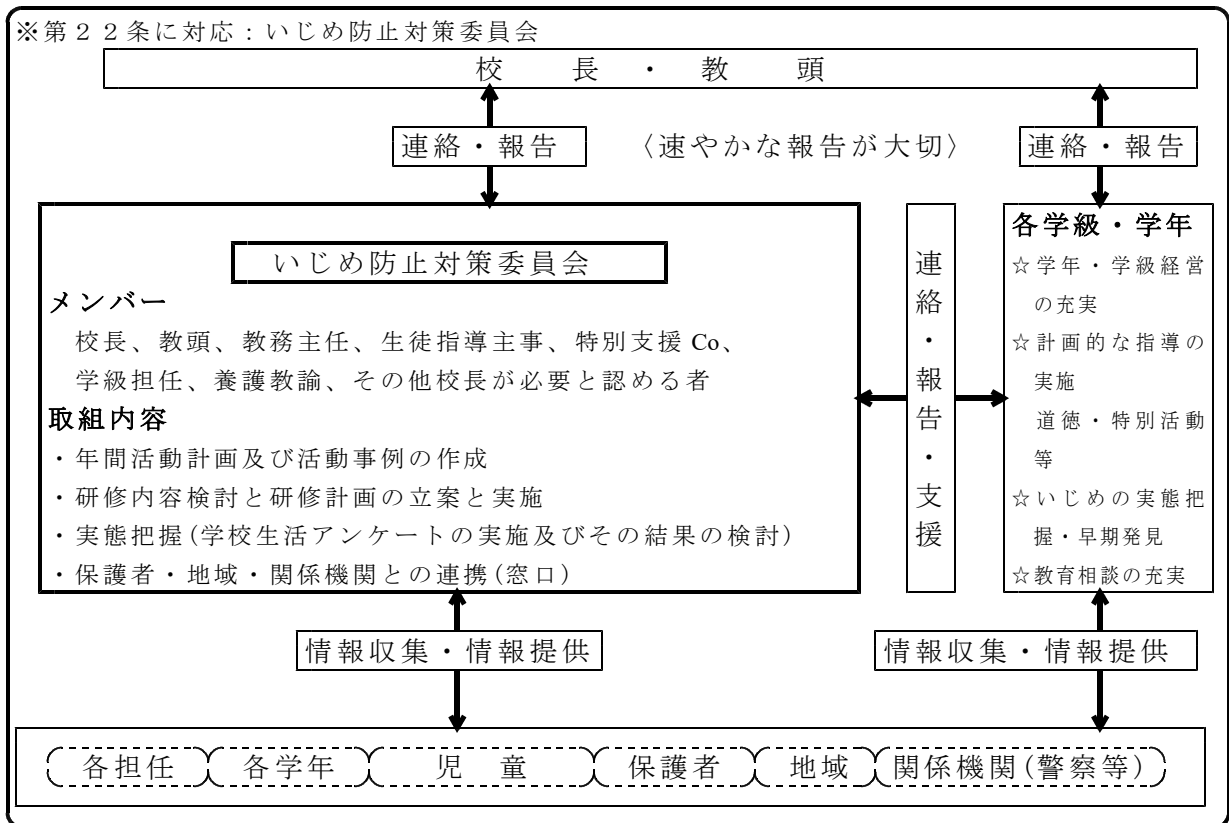 ※第２２条に対応：いじめ防止対策委員会
校長・教頭
連絡・報告
〈速やかな報告が大切〉
連絡・報告
いじめ防止対策委員会
メンバー
校長、教頭、教務主任、生徒指導主事、特別支援 Co、
学級担任、養護教諭、その他校長が必要と認める者
取組内容
・年間活動計画及び活動事例の作成
・研修内容検討と研修計画の立案と実施
・実態把握(学校生活アンケートの実施及びその結果の検討)
・保護者・地域・関係機関との連携(窓口)
連絡・報告・支援
各学級・学年
☆学年・学級経営
の充実
☆計画的な指導の
実施
道徳・特別活動
等
☆いじめの実態把
握・早期発見
☆教育相談の充実
情報収集・情報提供
情報収集・情報提供
各担任 各学年 児童 保護者 地域 関係機関(警察等)